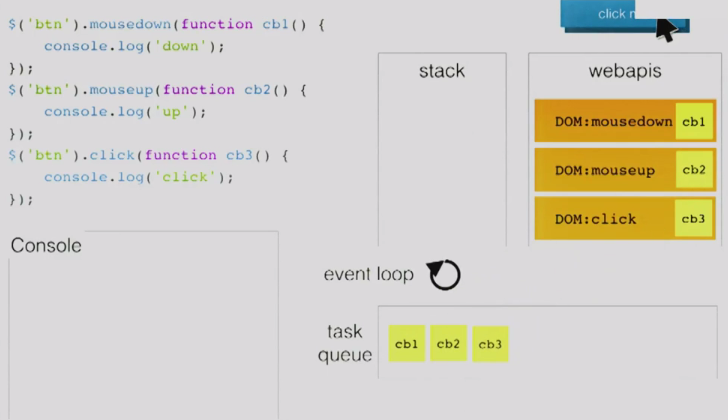 $('btn').mousedown(function cb1() {
console.log('down');
});
$('btn').mouseup(function cb2() {
console.log('up');
});
$('btn').click(function cb3() {
console.log('click');
});
click
stack
webapis
DOM:mousedown cb1
DOM:mouseup cb2
DOM:click cb3
Console
event loop
task
queue
cb1 cb2 cb3